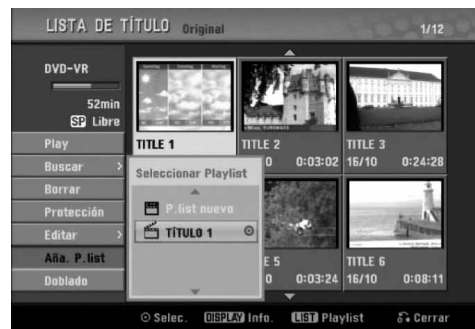 LISTA DE TÍTULO Original 1/12
DVD-VR
52min
SP Libre
Play
Buscar
Borrar
Protección
Editar
Aña. P.list
Doblado
TITLE 1
TITLE 2
0:03:02
TITLE 3
16/10 0:24:28
Seleccionar Playlist
P.list nuevo
TÍTULO 1
E 5
0:03:24
TITLE 6
16/10 0:08:11
Selec. DISPLAY Info. LIST Playlist Cerrar